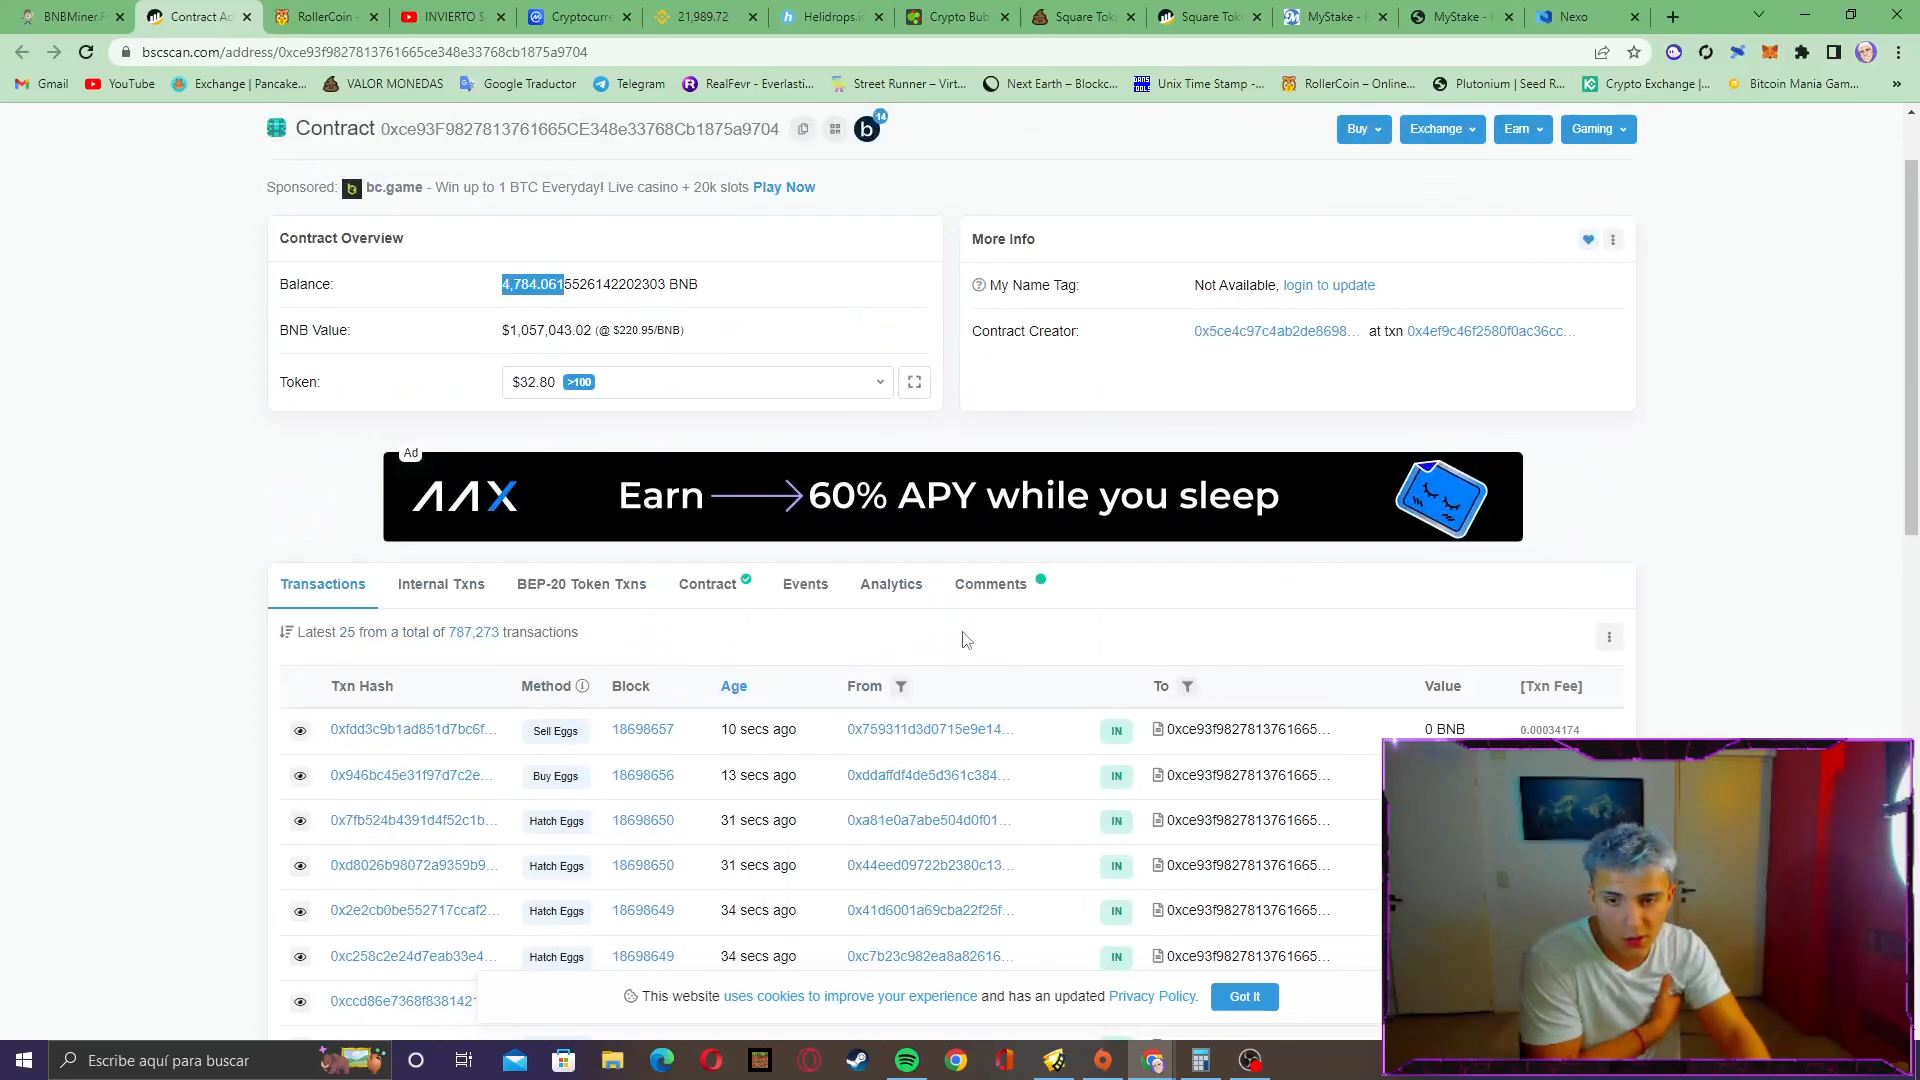 BNBMiner.F
Contract Ad
RollerCoin -
INVIERTO $
Cryptocurre
21,989.72
Helidrops.io
Crypto Bub
Square Tok
Square Tok
MyStake - F
MyStake -
Nexo
bscscan.com/address/0xce93f9827813761665ce348e33768cb1875a9704
Gmail
YouTube
Exchange | Pancake...
VALOR MONEDAS
Google Traductor
Telegram
RealFevr - Everlasti...
Street Runner – Virt...
Next Earth – Blockc...
Unix Time Stamp -...
RollerCoin – Online...
Plutonium | Seed R...
Crypto Exchange |...
Bitcoin Mania Gam...
»
Contract 0xce93F9827813761665CE348e33768Cb1875a9704
b
14
Buy
Exchange
Earn
Gaming
Sponsored: bc.game - Win up to 1 BTC Everyday! Live casino + 20k slots Play Now
Contract Overview
Balance: 4,784.0615526142202303 BNB
BNB Value: $1,057,043.02 (@ $220.95/BNB)
Token: $32.80 >100
More Info
My Name Tag: Not Available, login to update
Contract Creator: 0x5ce4c97c4ab2de8698... at txn 0x4ef9c46f2580f0ac36cc...
Ad
AAX Earn 60% APY while you sleep
Transactions
Internal Txns
BEP-20 Token Txns
Contract
Events
Analytics
Comments
Latest 25 from a total of 787,273 transactions
Txn Hash Method Block Age From To Value [Txn Fee]
0xfdd3c9b1ad851d7bc6f... Sell Eggs 18698657 10 secs ago 0x759311d3d0715e9e14... IN 0xce93f9827813761665... 0 BNB 0.00034174
0x946bc45e31f97d7c2e... Buy Eggs 18698656 13 secs ago 0xddaffdf4de5d361c384... IN 0xce93f9827813761665...
0x7fb524b4391d4f52c1b... Hatch Eggs 18698650 31 secs ago 0xa81e0a7abe504d0f01... IN 0xce93f9827813761665...
0xd8026b98072a9359b9... Hatch Eggs 18698650 31 secs ago 0x44eed09722b2380c13... IN 0xce93f9827813761665...
0x2e2cb0be552717ccaf2... Hatch Eggs 18698649 34 secs ago 0x41d6001a69cba22f25f... IN 0xce93f9827813761665...
0xc258c2e24d7eab33e4... Hatch Eggs 18698649 34 secs ago 0xc7b23c982ea8a82616... IN 0xce93f9827813761665...
0xccd86e7368f8381421
This website uses cookies to improve your experience and has an updated Privacy Policy.
Got It
Escribe aquí para buscar